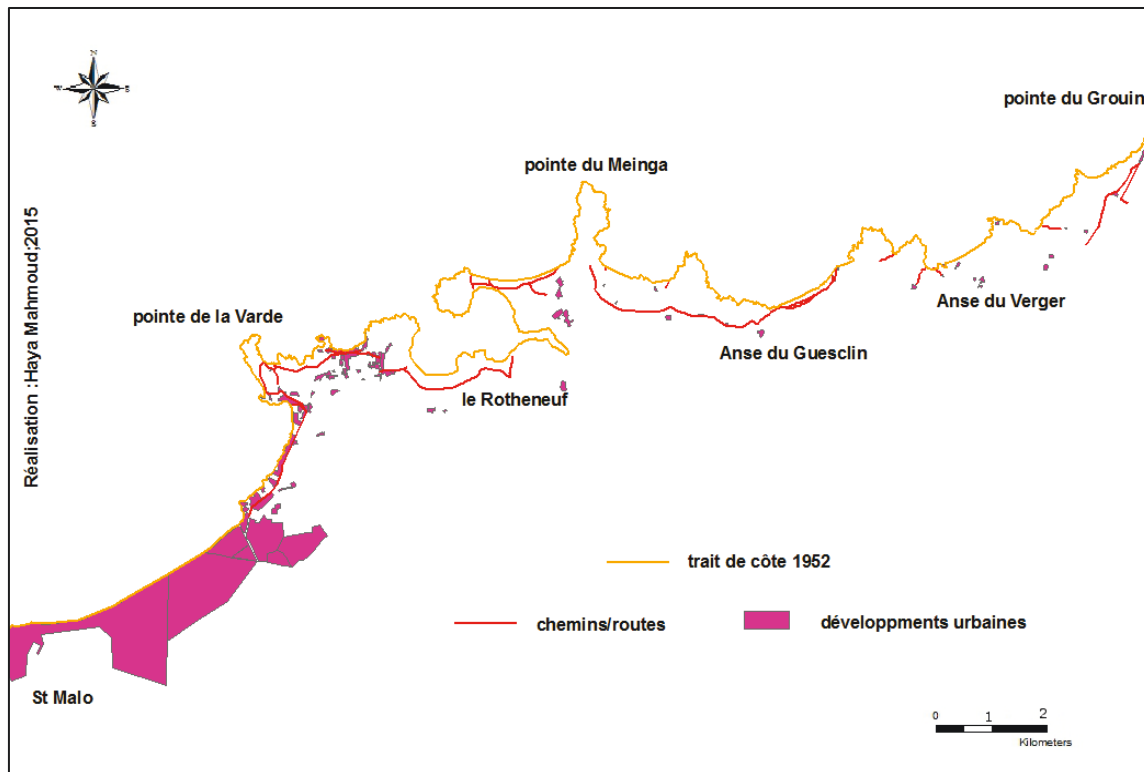 N
W
E
S
pointe du Grouin
pointe du Meinga
pointe de la Varde
Anse du Verger
Anse du Guesclin
le Rotheneuf
Réalisation :Haya Mahmoud;2015
trait de côte 1952
chemins/routes
développments urbaines
St Malo
0 1 2
Kilometers